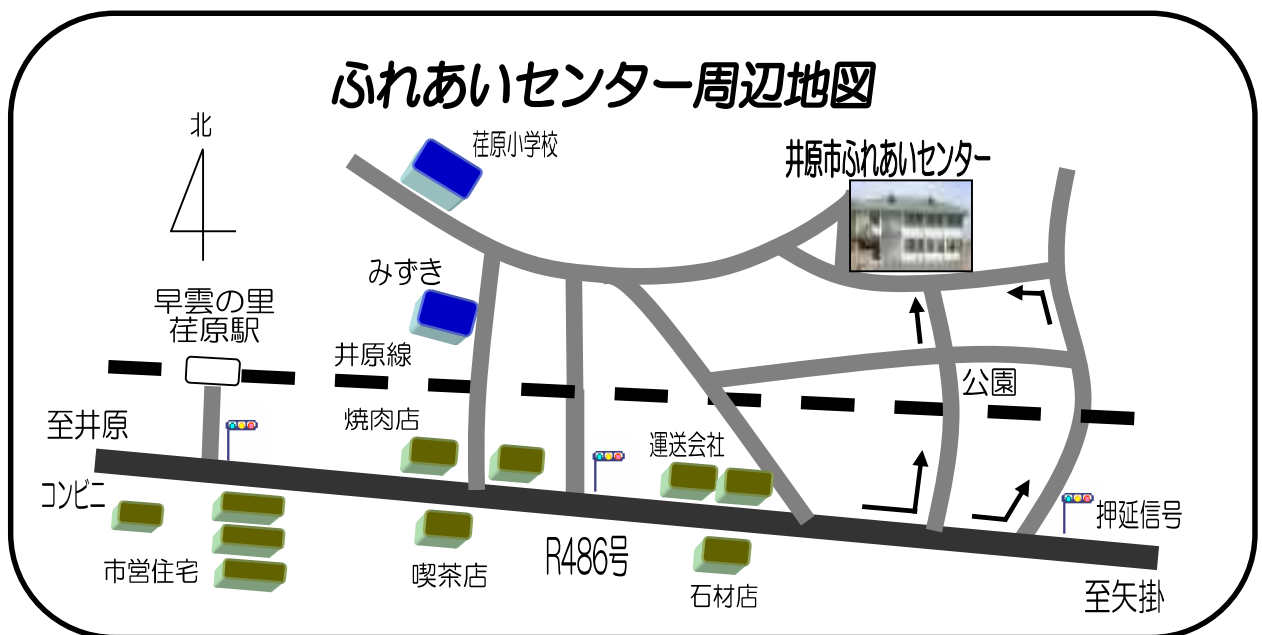 ふれあいセンター周辺地図
北
荏原小学校
井原市ふれあいセンター
みずき
早雲の里
荏原駅
井原線
公園
至井原
焼肉店
運送会社
コンビニ
押延信号
市営住宅
喫茶店
R486号
石材店
至矢掛